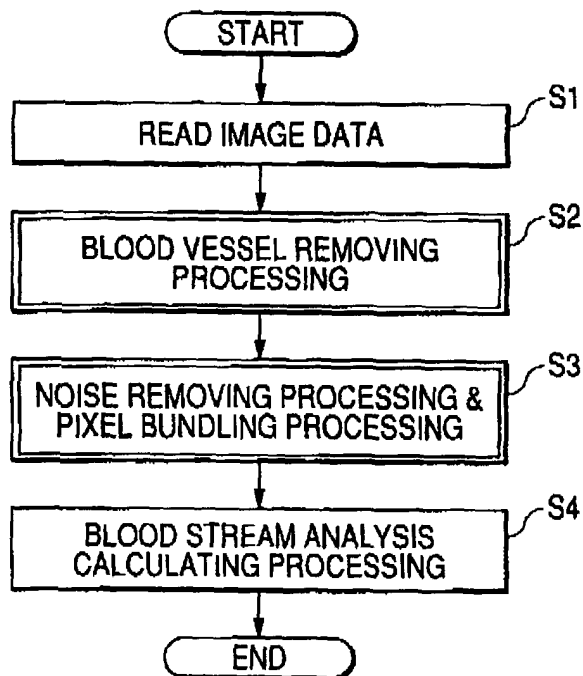 START
S1
READ IMAGE DATA
S2
BLOOD VESSEL REMOVING
PROCESSING
S3
NOISE REMOVING PROCESSING &
PIXEL BUNDLING PROCESSING
S4
BLOOD STREAM ANALYSIS
CALCULATING PROCESSING
END